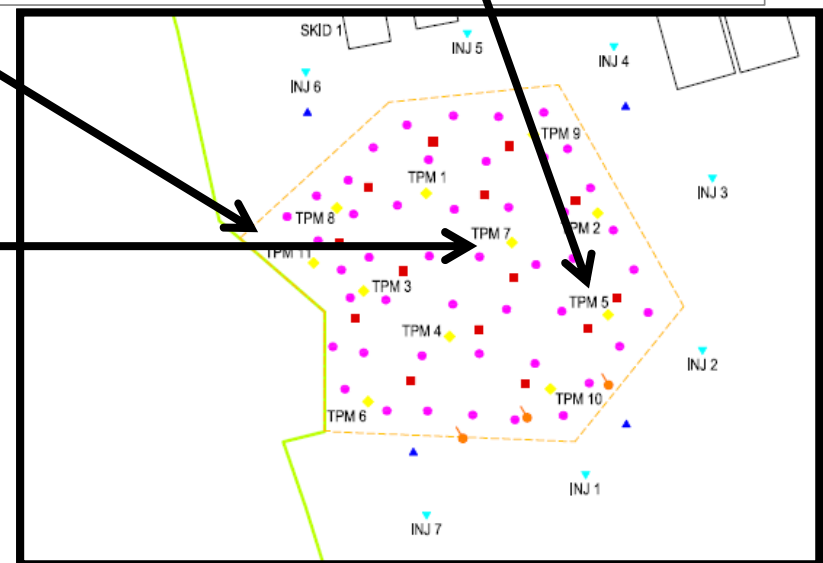 SKID 1
INJ 5
INJ 4
INJ 6
TPM 9
TPM 1
INJ 3
TPM 8
TPM 7
TPM 2
TPM 11
TPM 3
TPM 5
TPM 4
INJ 2
TPM 10
TPM 6
INJ 1
INJ 7